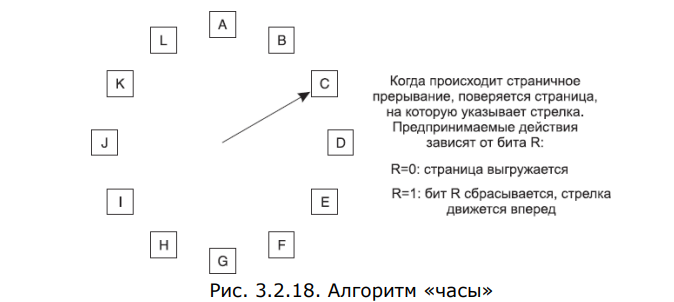 A
L
B
K
C
J
D
I
E
H
F
G
Когда происходит страничное
прерывание, поверяется страница,
на которую указывает стрелка.
Предпринимаемые действия
зависят от бита R:
R=0: страница выгружается
R=1: бит R сбрасывается, стрелка
движется вперед
Рис. 3.2.18. Алгоритм «часы»